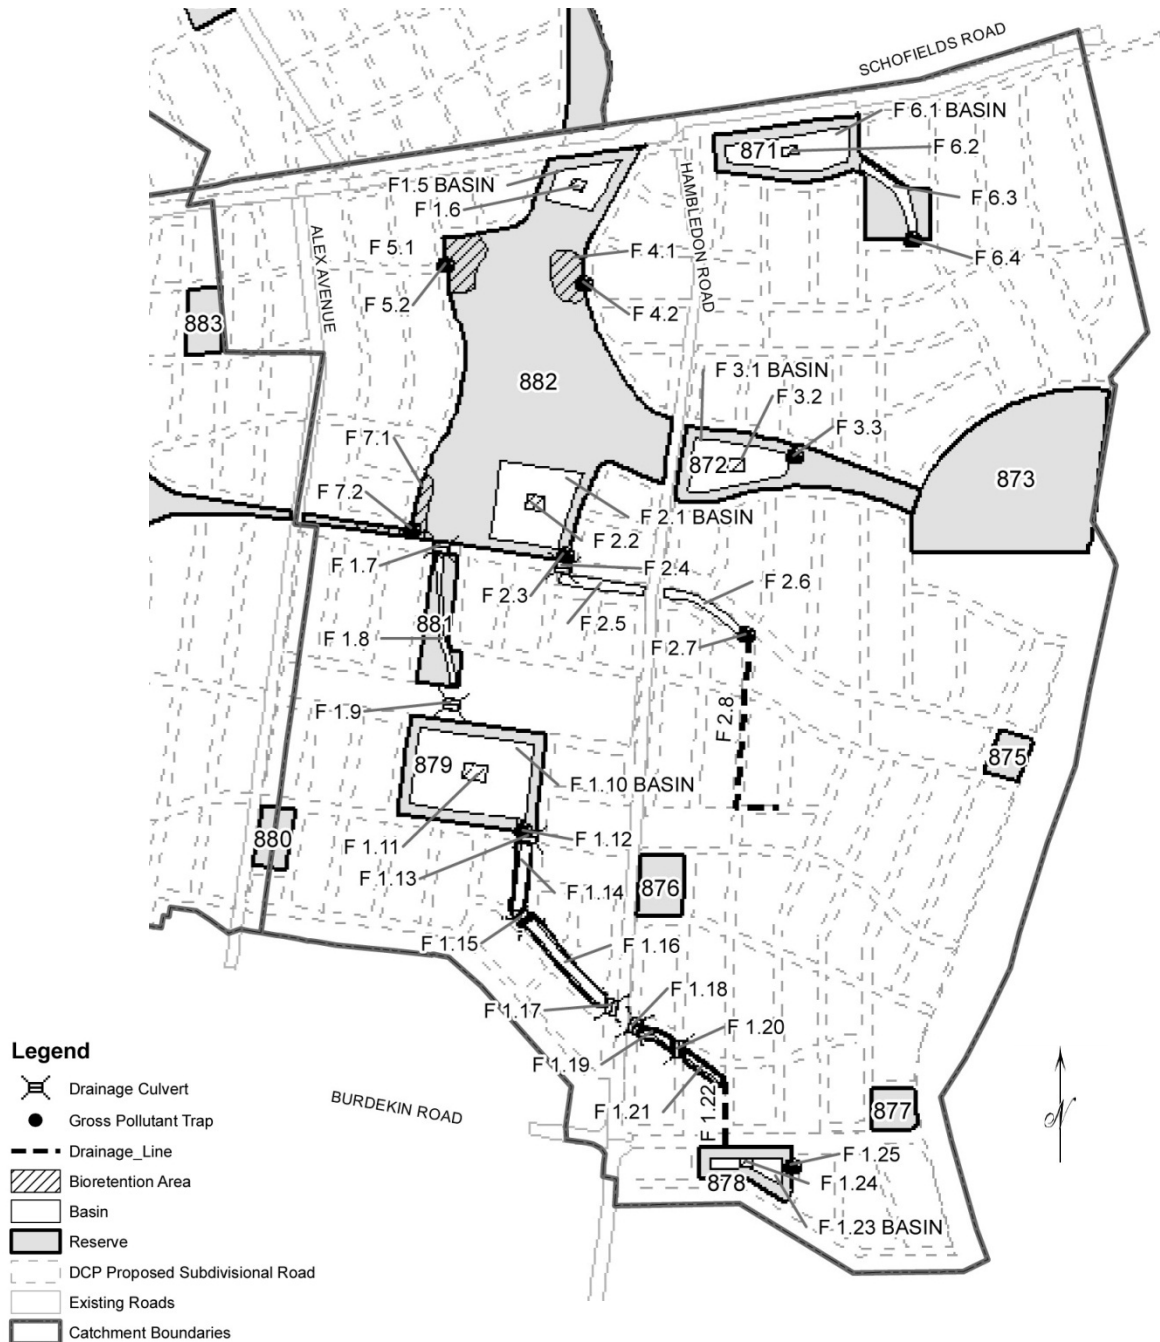 SCHOFIELDS ROAD
F 6.1 BASIN
871
F 6.2
F1.5 BASIN
HAMBLEDON ROAD
F 6.3
F 1.6
ALEX AVENUE
F 5.1
F 4.1
F 6.4
F 5.2
F 4.2
883
882
F 3.1 BASIN
F 3.2
F 3.3
F 7.1
872
873
F 7.2
F 2.1 BASIN
F 2.2
F 1.7
F 2.4
F 2.3
F 2.6
F 2.5
881
F 1.8
F 2.7
F 1.9
F 2.8
875
879
F 1.10 BASIN
880
F 1.11
F 1.12
F 1.13
F 1.14
876
F 1.15
F 1.16
F 1.17
F 1.18
F 1.20
F 1.19
F 1.21
F 1.22
877
BURDEKIN ROAD
F 1.25
878
F 1.24
F 1.23 BASIN
N
Legend
Drainage Culvert
Gross Pollutant Trap
Drainage_Line
Bioretention Area
Basin
Reserve
DCP Proposed Subdivisional Road
Existing Roads
Catchment Boundaries